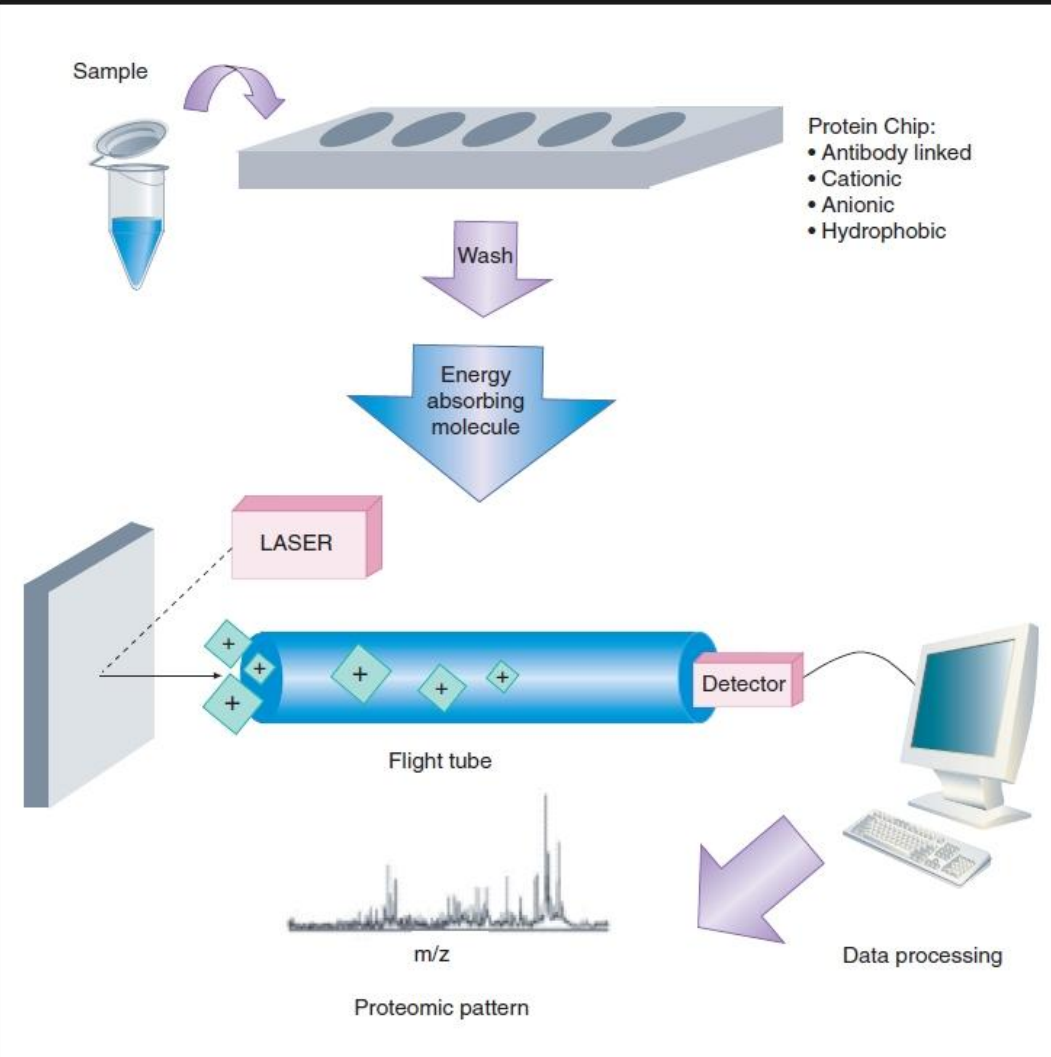 Sample
Protein Chip:
• Antibody linked
• Cationic
• Anionic
• Hydrophobic
Wash
Energy
absorbing
molecule
LASER
+
+
+
+
+
+
Detector
Flight tube
m/z
Data processing
Proteomic pattern